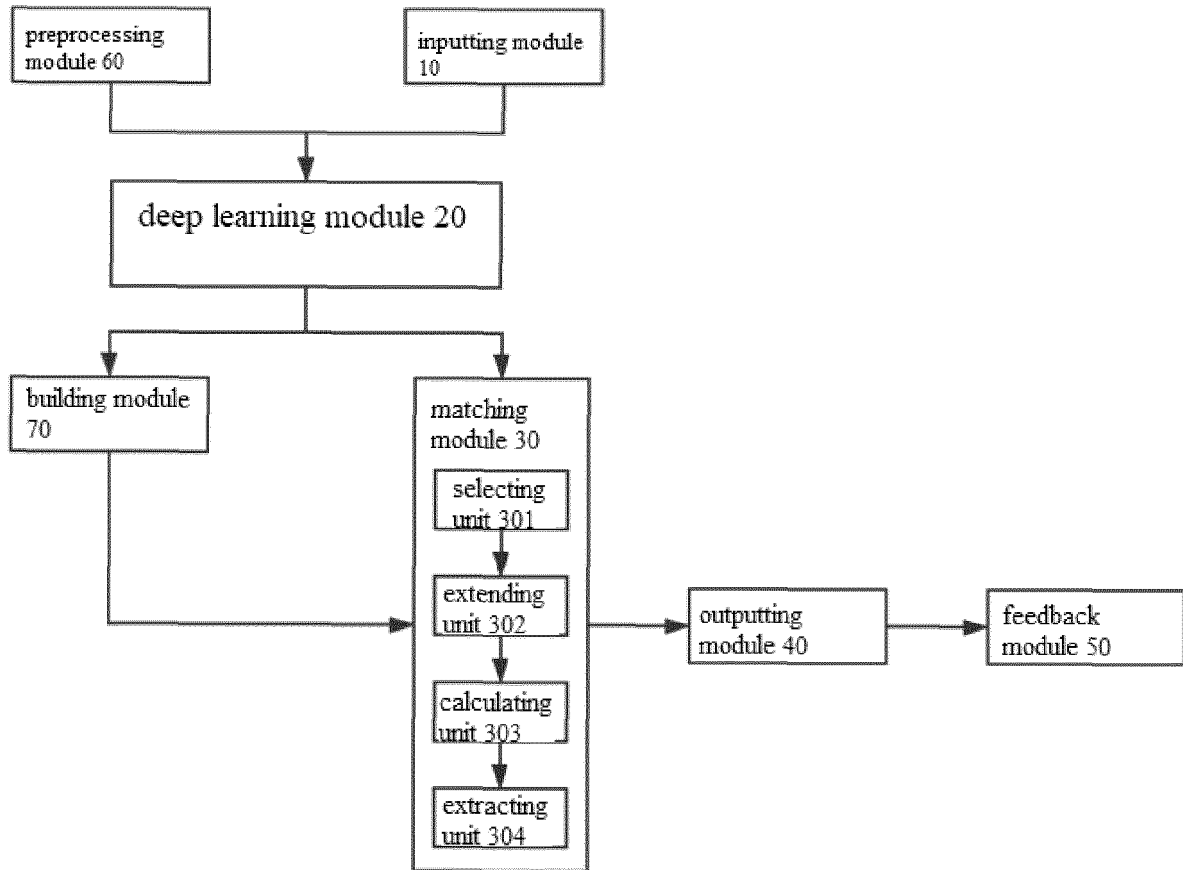 preprocessing
module 60
inputting module
10
deep learning module 20
building module
70
matching
module 30
selecting
unit 301
extending
unit 302
calculating
unit 303
extracting
unit 304
outputting
module 40
feedback
module 50